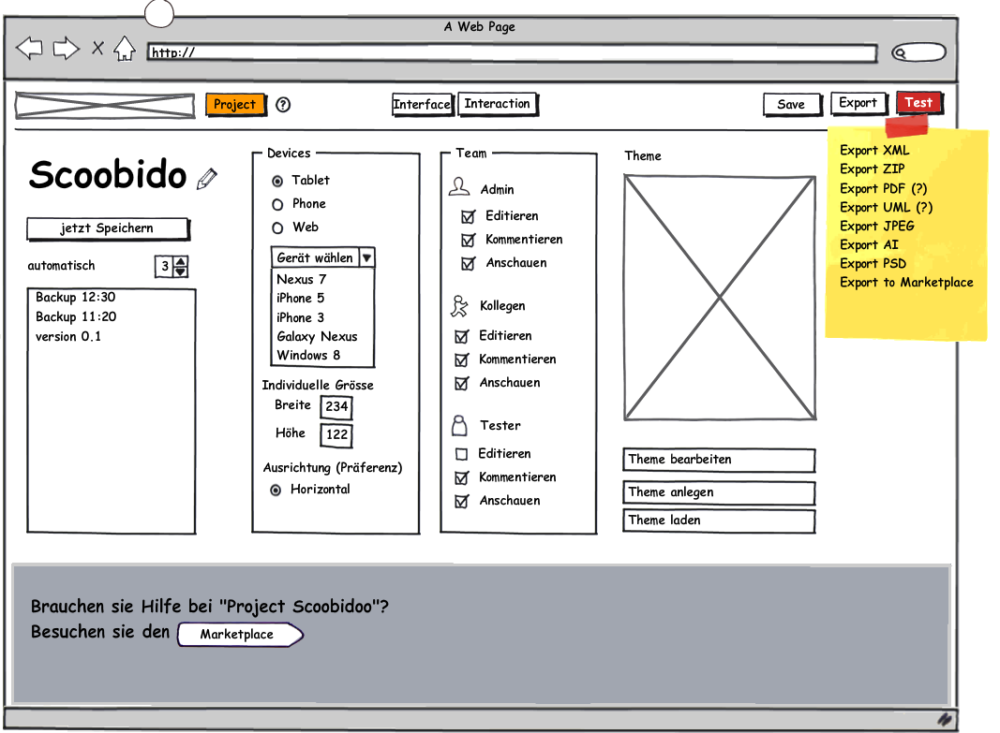 A Web Page
http://
Project
?
Interface
Interaction
Save
Export
Test
Export XML
Export ZIP
Export PDF (?)
Export UML (?)
Export JPEG
Export AI
Export PSD
Export to Marketplace
Scoobido
jetzt Speichern
automatisch
3
Backup 12:30
Backup 11:20
version 0.1
Devices
Tablet
Phone
Web
Gerät wählen
Nexus 7
iPhone 5
iPhone 3
Galaxy Nexus
Windows 8
Individuelle Grösse
Breite 234
Höhe 122
Ausrichtung (Präferenz)
Horizontal
Team
Admin
Editieren
Kommentieren
Anschauen
Kollegen
Editieren
Kommentieren
Anschauen
Tester
Editieren
Kommentieren
Anschauen
Theme
Theme bearbeiten
Theme anlegen
Theme laden
Brauchen sie Hilfe bei "Project Scoobidoo"?
Besuchen sie den Marketplace